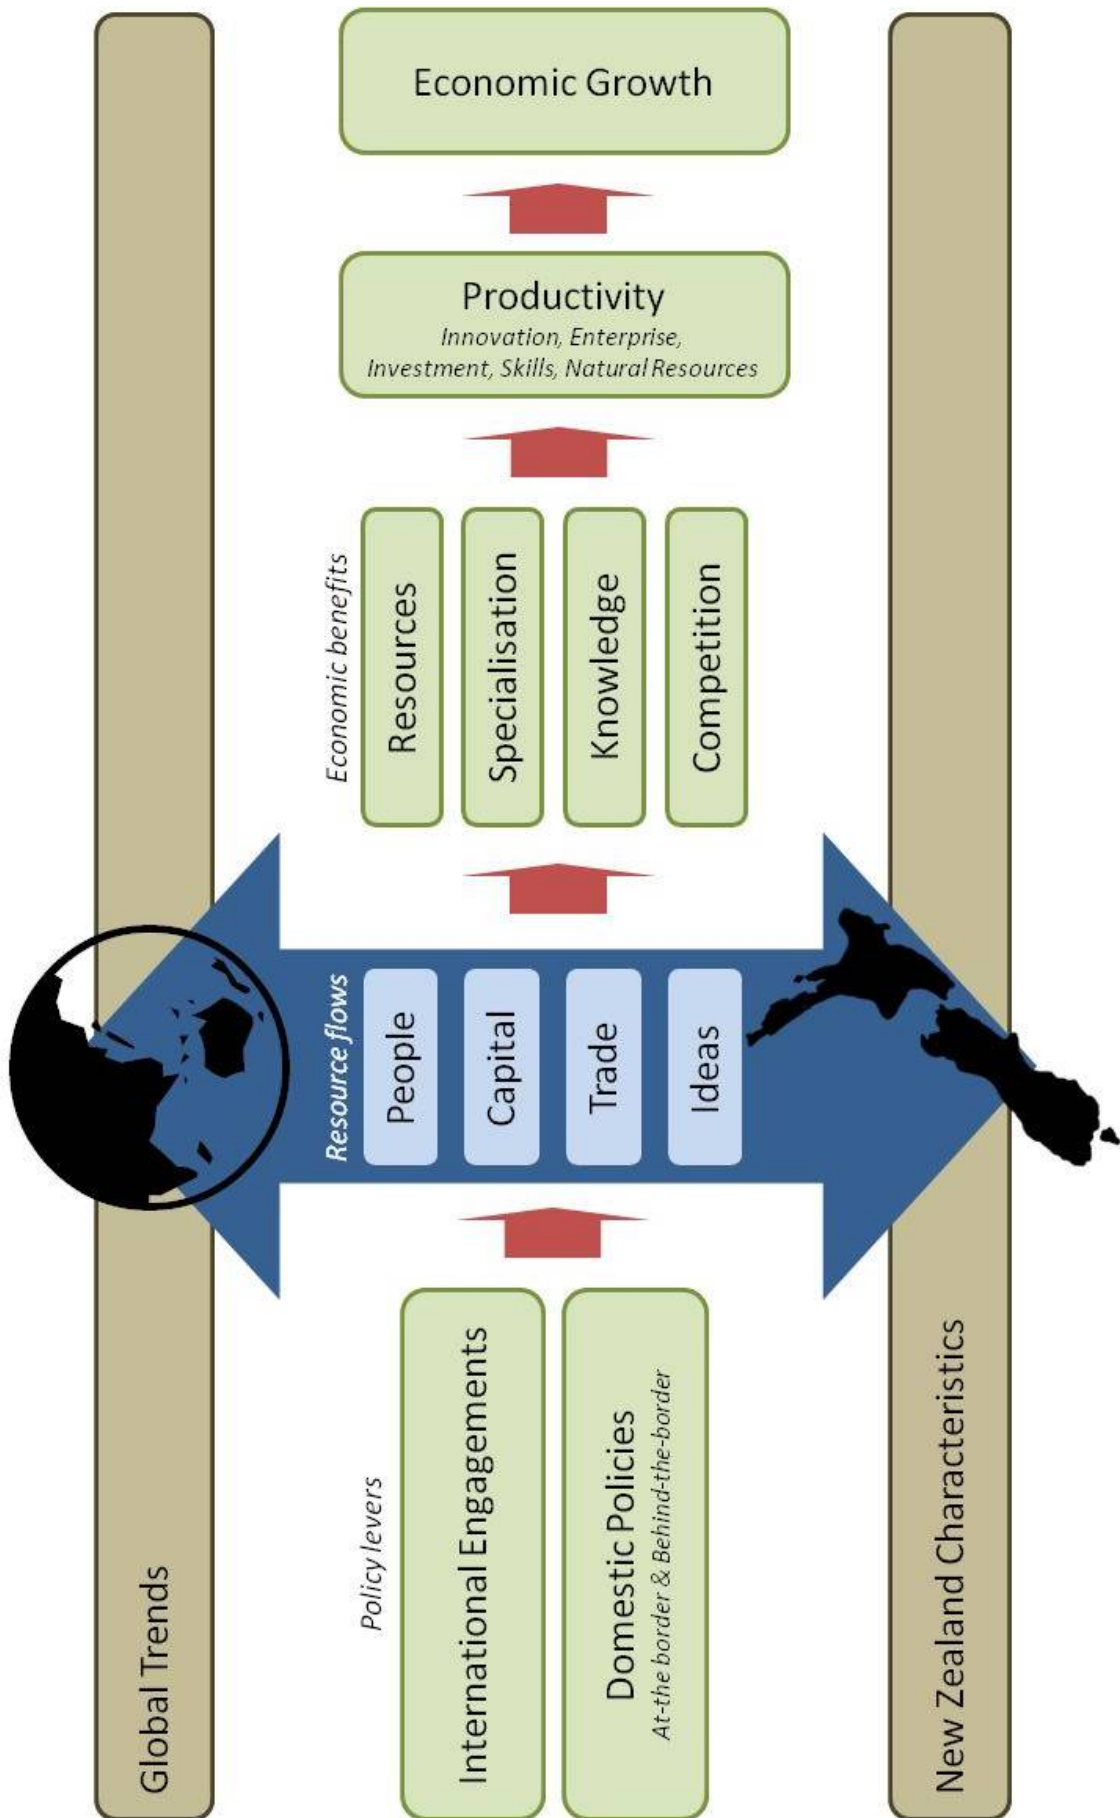 Economic Growth
Productivity
Innovation, Enterprise,
Investment, Skills, Natural Resources
Economic benefits
Resources
Specialisation
Knowledge
Competition
Resource flows
People
Capital
Trade
Ideas
Policy levers
International Engagements
Domestic Policies
At-the border & Behind-the-border
Global Trends
New Zealand Characteristics